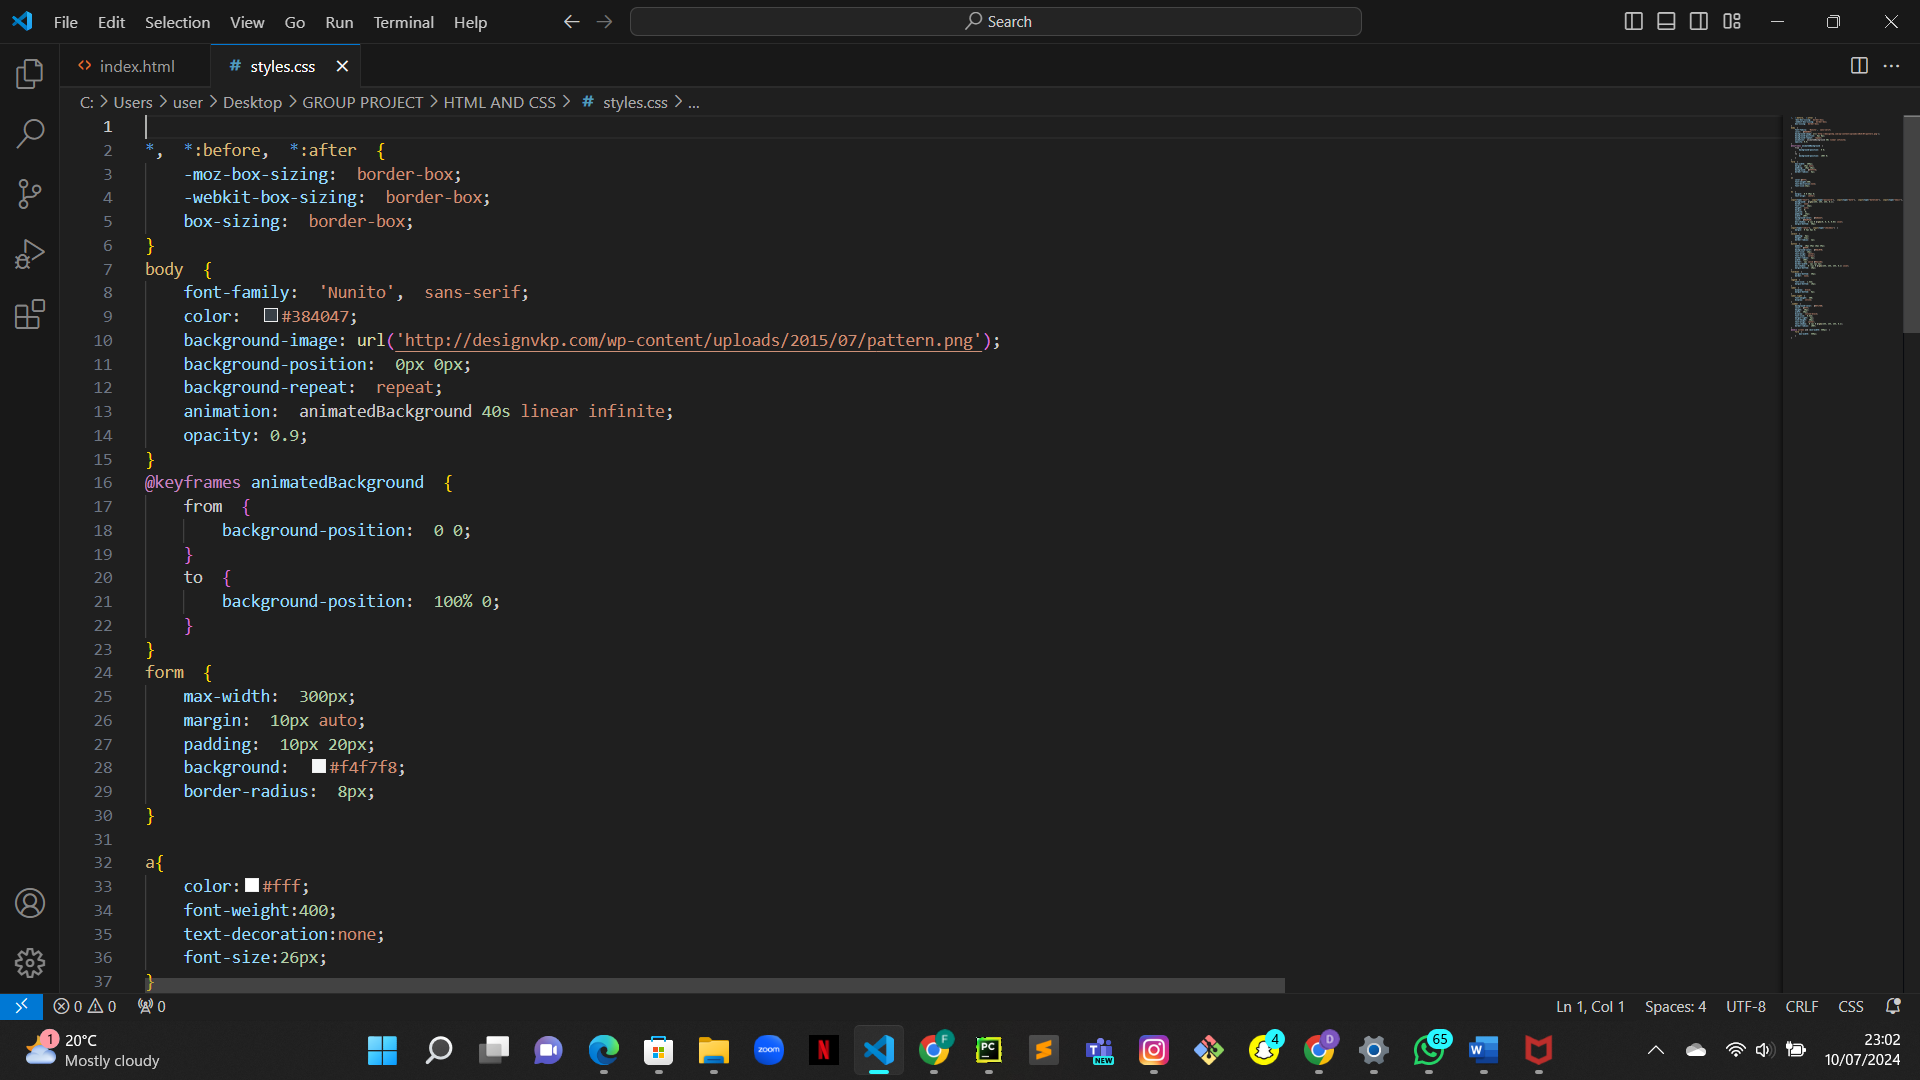 File Edit Selection View Go Run Terminal Help Search
index.html # styles.css
C: > Users > user > Desktop > GROUP PROJECT > HTML AND CSS > # styles.css > ...
1
2 *, *:before, *:after {
3 -moz-box-sizing: border-box;
4 -webkit-box-sizing: border-box;
5 box-sizing: border-box;
6 }
7 body {
8 font-family: 'Nunito', sans-serif;
9 color: #384047;
10 background-image: url('http://designvkp.com/wp-content/uploads/2015/07/pattern.png');
11 background-position: 0px 0px;
12 background-repeat: repeat;
13 animation: animatedBackground 40s linear infinite;
14 opacity: 0.9;
15 }
16 @keyframes animatedBackground {
17 from {
18 background-position: 0 0;
19 }
20 to {
21 background-position: 100% 0;
22 }
23 }
24 form {
25 max-width: 300px;
26 margin: 10px auto;
27 padding: 10px 20px;
28 background: #f4f7f8;
29 border-radius: 8px;
30 }
31
32 a{
33 color: #fff;
34 font-weight:400;
35 text-decoration:none;
36 font-size:26px;
37 }
0 0 0 Ln 1, Col 1 Spaces: 4 UTF-8 CRLF CSS
1 20°C
Mostly cloudy
zoom N F PC T NEW 4 D 65 W
23:02
10/07/2024